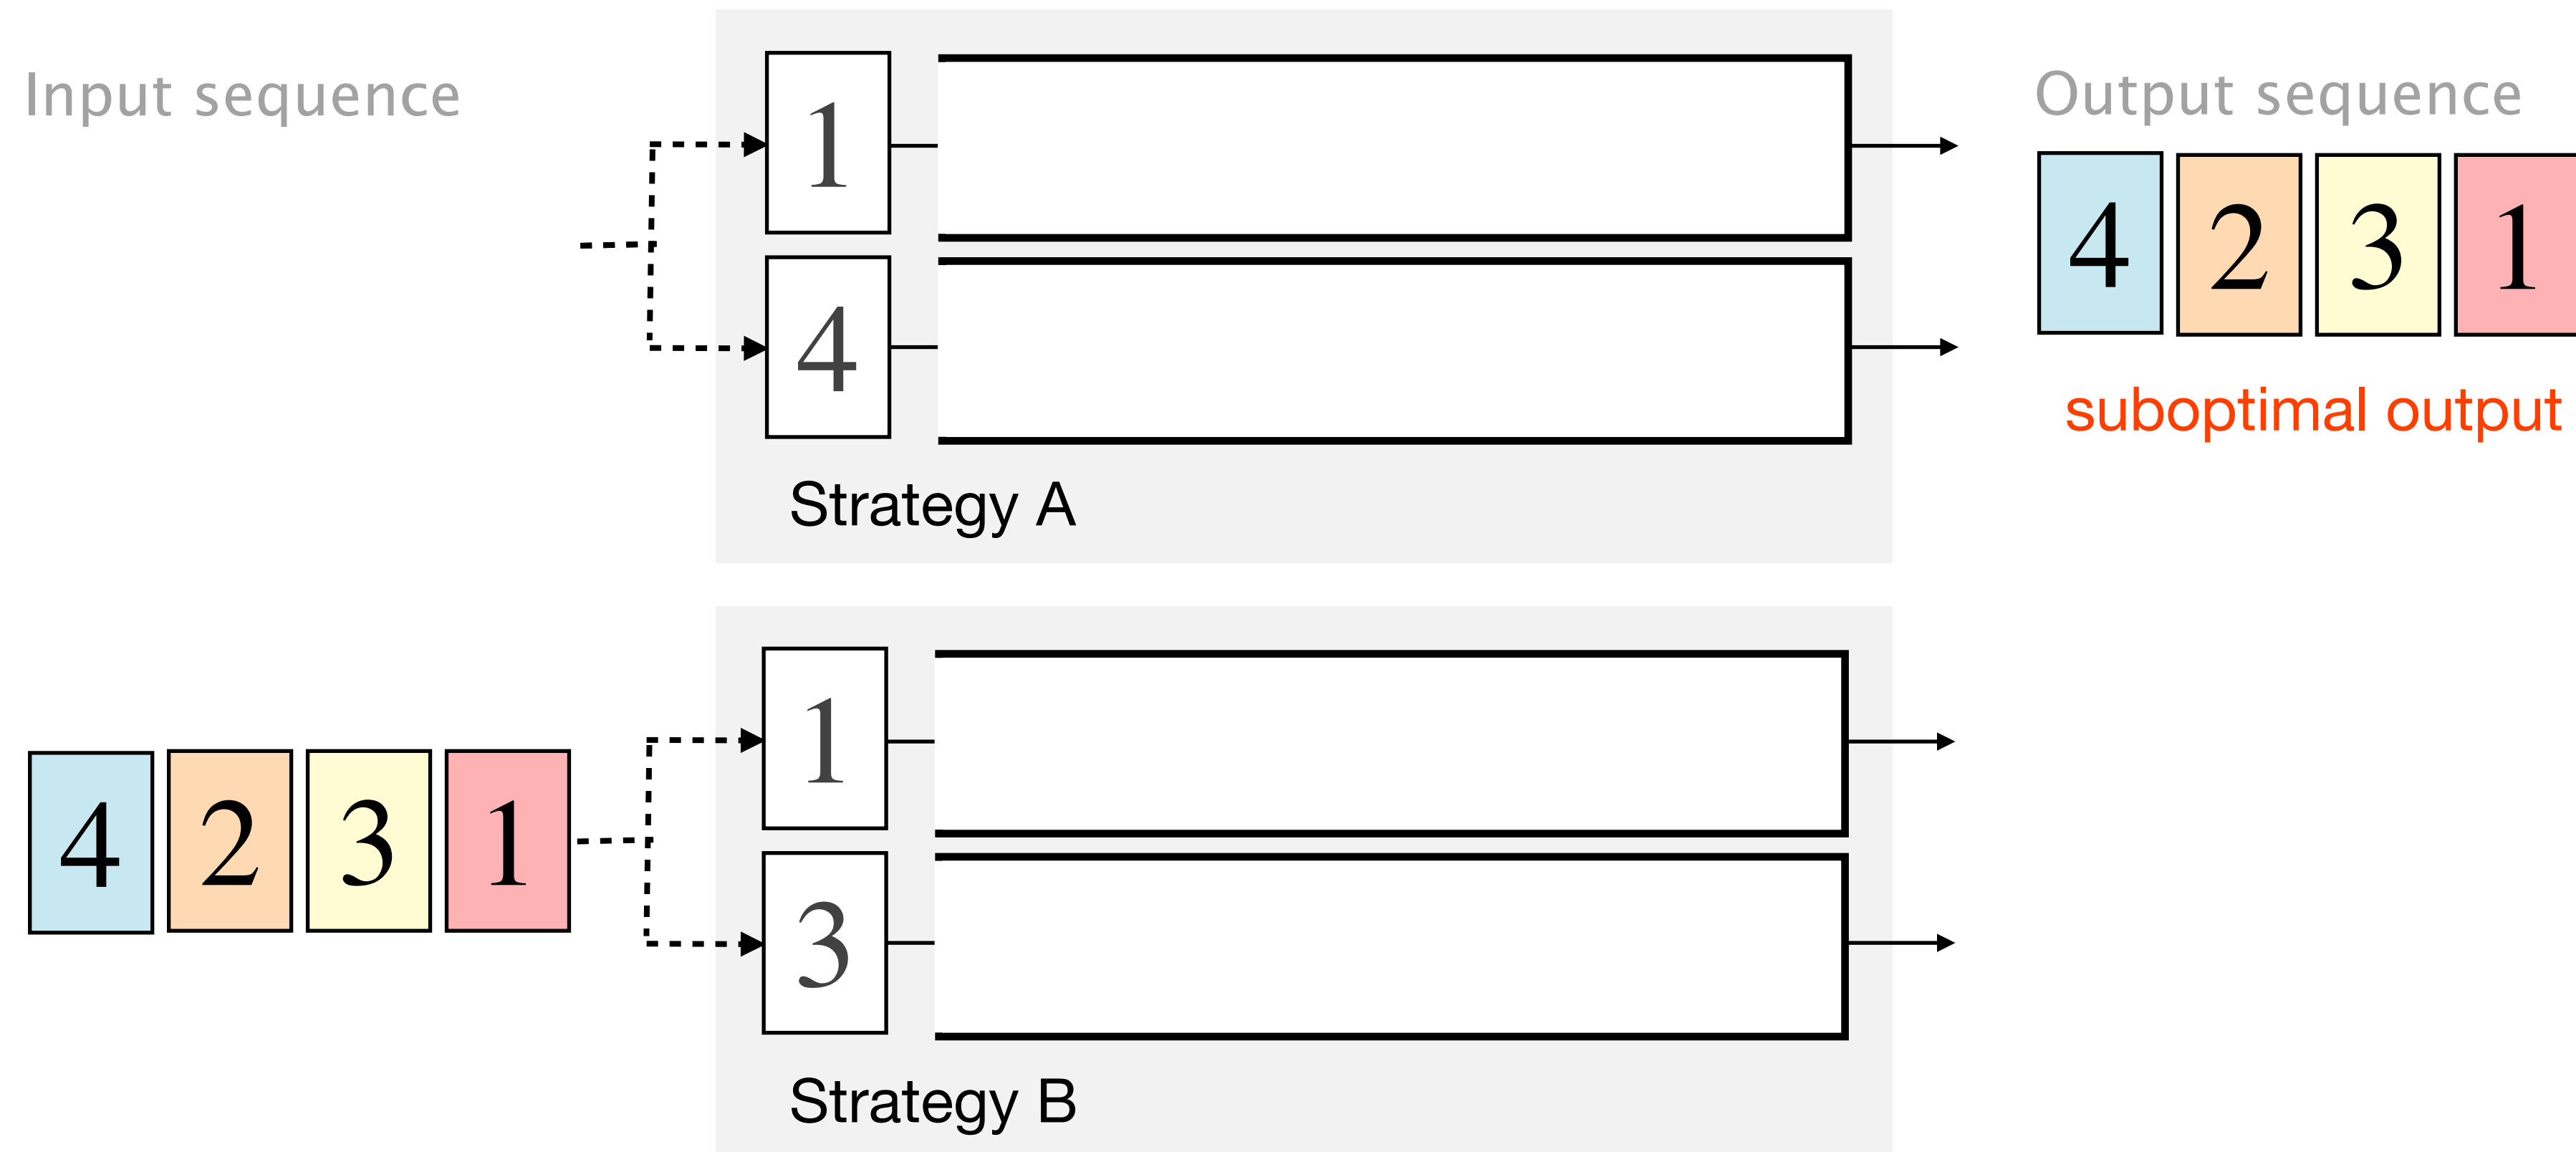 Input sequence
Output sequence
1
4
4 2 3 1
suboptimal output
Strategy A
1
3
4 2 3 1
Strategy B